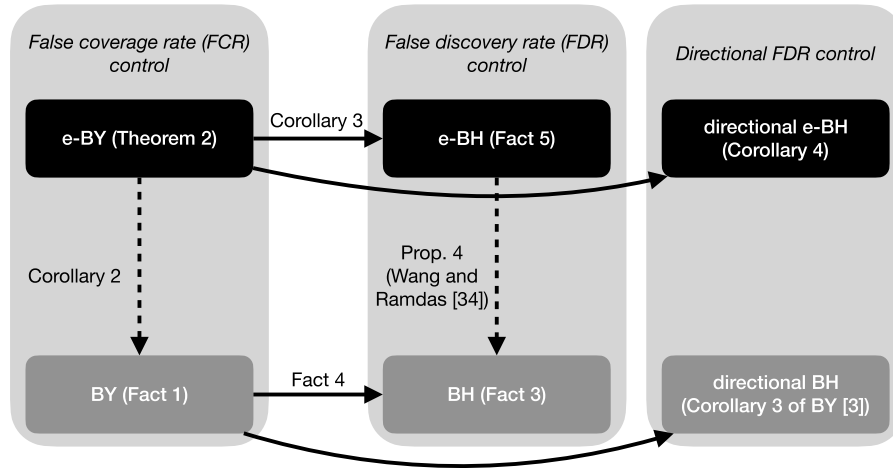 False coverage rate (FCR)
control
False discovery rate (FDR)
control
Directional FDR control
e-BY (Theorem 2)
Corollary 3
e-BH (Fact 5)
directional e-BH
(Corollary 4)
Corollary 2
Prop. 4
(Wang and
Ramdas [34])
BY (Fact 1)
Fact 4
BH (Fact 3)
directional BH
(Corollary 3 of BY [3])